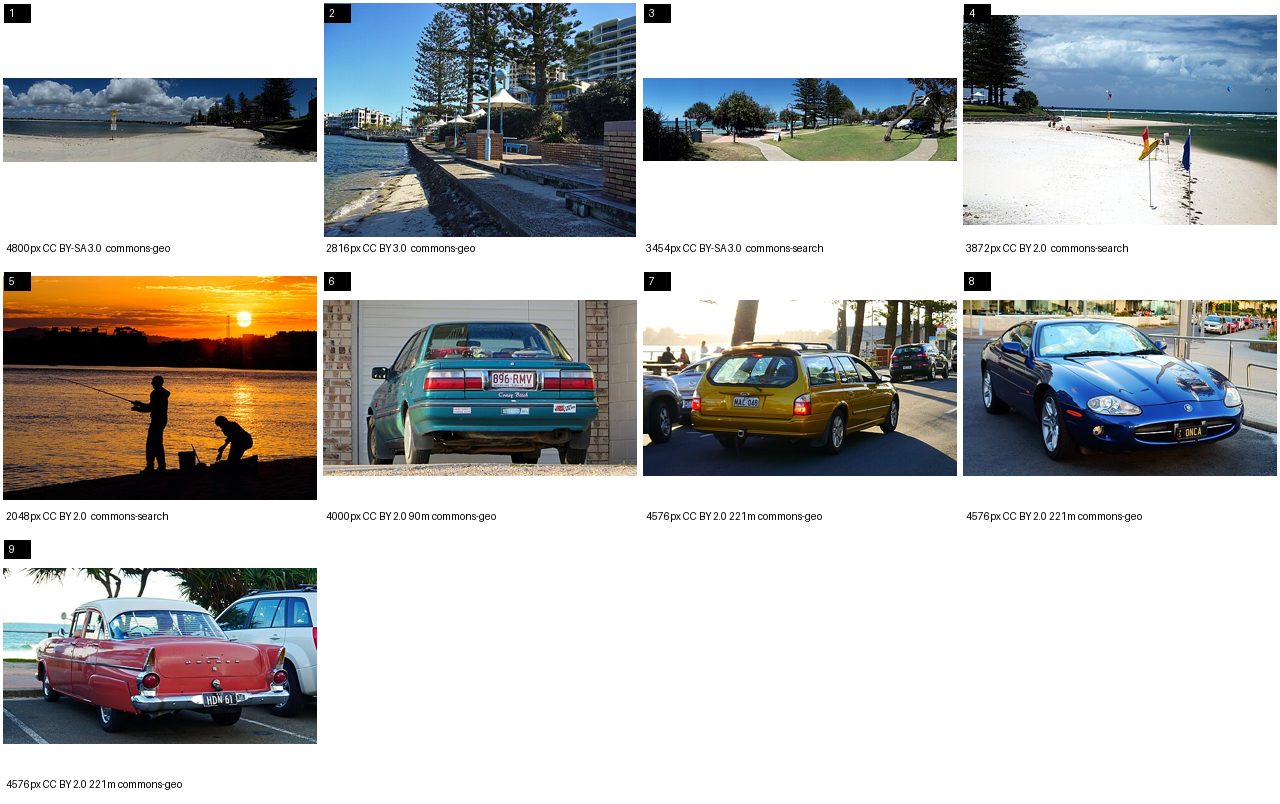 1
2
3
4
4800px CC BY-SA 3.0 commons-geo
2816px CC BY 3.0 commons-geo
3454px CC BY-SA 3.0 commons-search
3872px CC BY 2.0 commons-search
5
6
7
8
896·RMV
Crazy Bitch
ONCA
2048px CC BY 2.0 commons-search
4000px CC BY 2.0 90m commons-geo
4576px CC BY 2.0 221m commons-geo
4576px CC BY 2.0 221m commons-geo
9
HDN 61
4576px CC BY 2.0 221m commons-geo